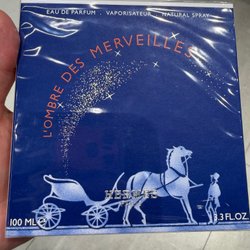 EAU DE PARFUM . VAPORISATEUR . NATURAL SPRAY
L'OMBRE DES MERVEILLES
HERMÈS
100 ML ℮
3.3 FL.OZ.